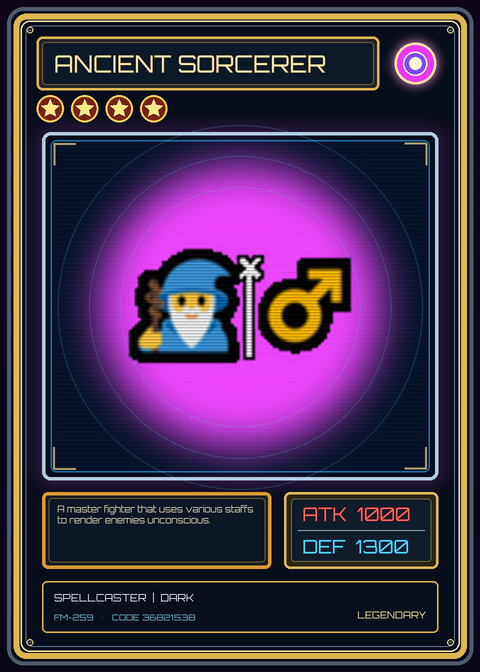 ANCIENT SORCERER
A master fighter that uses various staffs
to render enemies unconscious.
ATK 1000
DEF 1300
SPELLCASTER | DARK
FM-259 · CODE 36821538
LEGENDARY